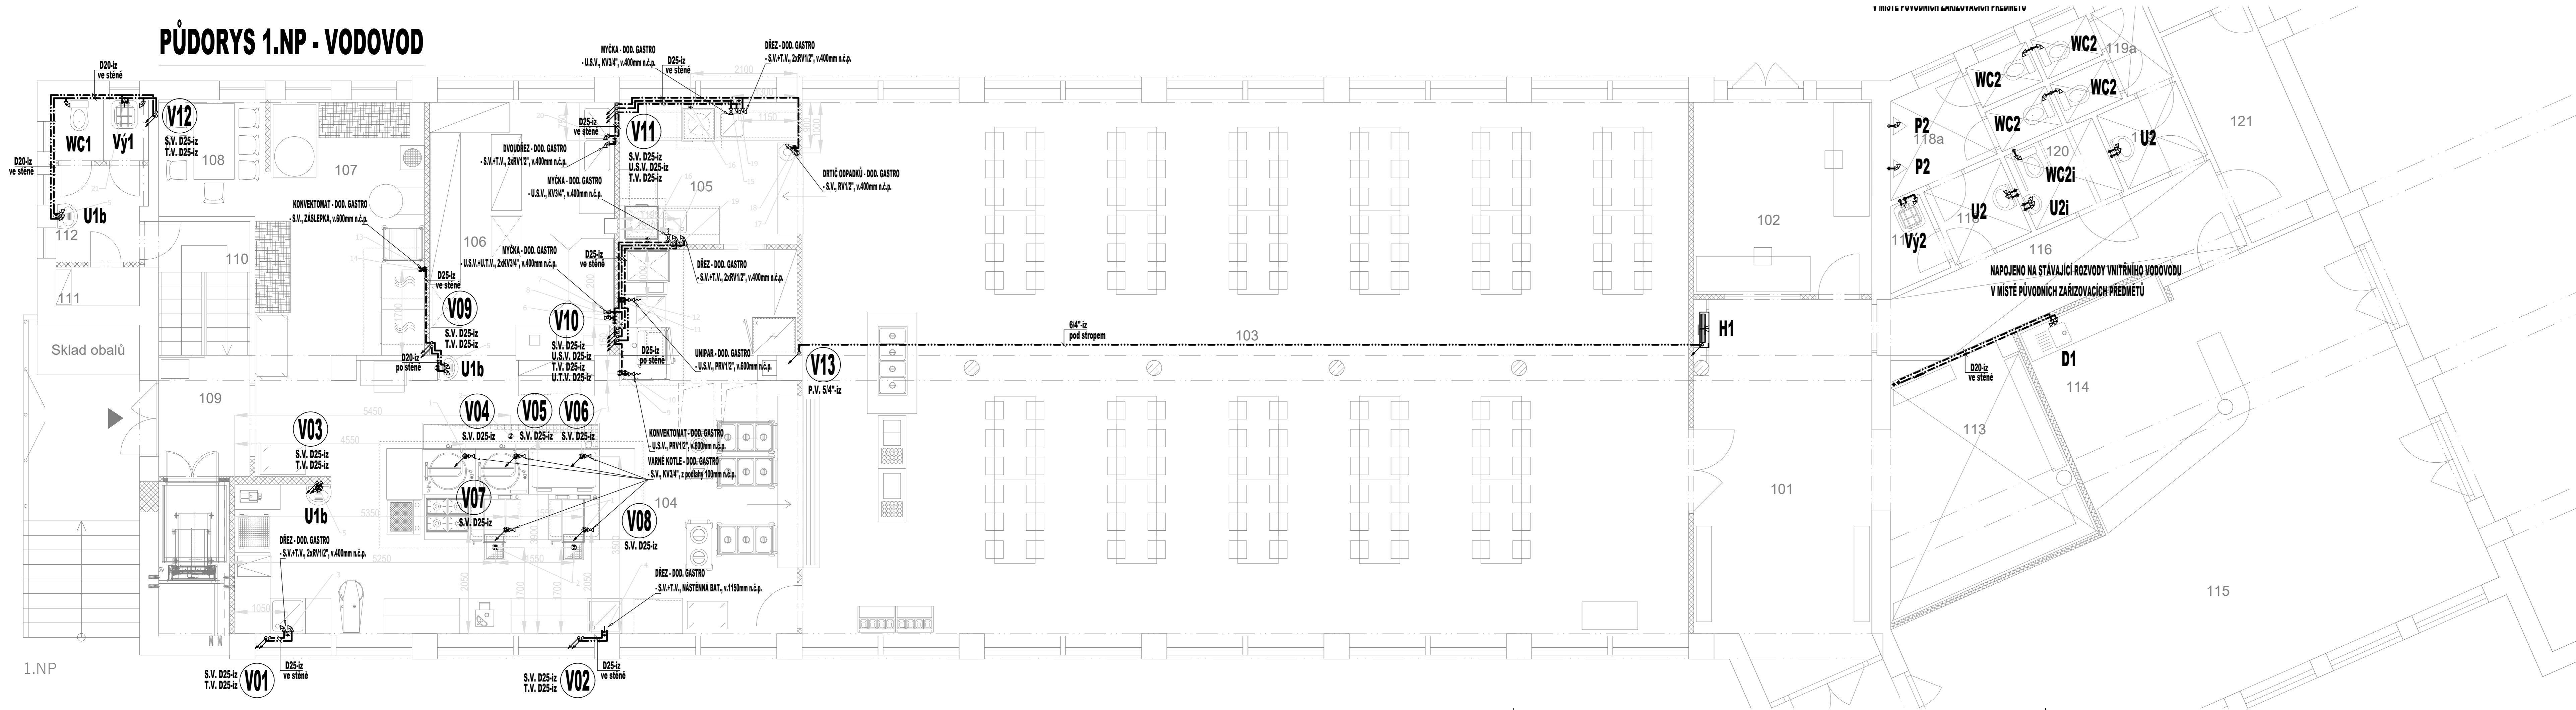 V MÍSTĚ PŮVODNÍCH ZAŘIZOVACÍCH PŘEDMĚTŮ
PŮDORYS 1.NP - VODOVOD
D20-iz
ve stěně
MYČKA - DOD. GASTRO
- U.S.V., KV3/4", v.400mm n.č.p.
D25-iz
ve stěně
2100
DŘEZ - DOD. GASTRO
- S.V.+T.V., 2xRV1/2", v.400mm n.č.p.
WC2
119a
WC2
WC2
WC2
P2
118a
P2
U2
120
WC2i
U2i
U2
Vý2
116
121
V12
S.V. D25-iz
T.V. D25-iz
WC1
Vý1
108
107
D20-iz
ve stěně
U1b
112
110
111
D25-iz
ve stěně
V11
S.V. D25-iz
U.S.V. D25-iz
T.V. D25-iz
1150
DVOUDŘEZ - DOD. GASTRO
- S.V.+T.V., 2xRV1/2", v.400mm n.č.p.
MYČKA - DOD. GASTRO
- U.S.V., KV3/4", v.400mm n.č.p.
105
DRTIČ ODPADKŮ - DOD. GASTRO
- S.V., RV1/2", v.400mm n.č.p.
KONVEKTOMAT - DOD. GASTRO
- S.V., ZÁSLEPKA, v.600mm n.č.p.
106
MYČKA - DOD. GASTRO
- U.S.V.+U.T.V., 2xKV3/4", v.400mm n.č.p.
D25-iz
ve stěně
DŘEZ - DOD. GASTRO
- S.V.+T.V., 2xRV1/2", v.400mm n.č.p.
D25-iz
ve stěně
V09
S.V. D25-iz
T.V. D25-iz
V10
S.V. D25-iz
U.S.V. D25-iz
T.V. D25-iz
U.T.V. D25-iz
D20-iz
po stěně
U1b
D25-iz
po stěně
UNIPAR - DOD. GASTRO
- U.S.V., PRV1/2", v.600mm n.č.p.
V13
P.V. 5/4"-iz
6/4"-iz
pod stropem
103
102
H1
NAPOJENO NA STÁVAJÍCÍ ROZVODY VNITŘNÍHO VODOVODU
V MÍSTĚ PŮVODNÍCH ZAŘIZOVACÍCH PŘEDMĚTŮ
D1
D20-iz
ve stěně
114
113
101
115
Sklad obalů
109
5450
4550
V03
S.V. D25-iz
T.V. D25-iz
V04
S.V. D25-iz
V05
S.V. D25-iz
V06
S.V. D25-iz
KONVEKTOMAT - DOD. GASTRO
- U.S.V., PRV1/2", v.600mm n.č.p.
VARNÉ KOTLE - DOD. GASTRO
- S.V., KV3/4", z podlahy 100mm n.č.p.
V07
S.V. D25-iz
104
V08
S.V. D25-iz
U1b
5350
5250
5550
DŘEZ - DOD. GASTRO
- S.V.+T.V., 2xRV1/2", v.400mm n.č.p.
DŘEZ - DOD. GASTRO
- S.V.+T.V., NÁSTĚNNÁ BAT., v.1150mm n.č.p.
2050
1700
1700
2050
1050
1.NP
S.V. D25-iz
T.V. D25-iz
V01
D25-iz
ve stěně
S.V. D25-iz
T.V. D25-iz
V02
D25-iz
ve stěně